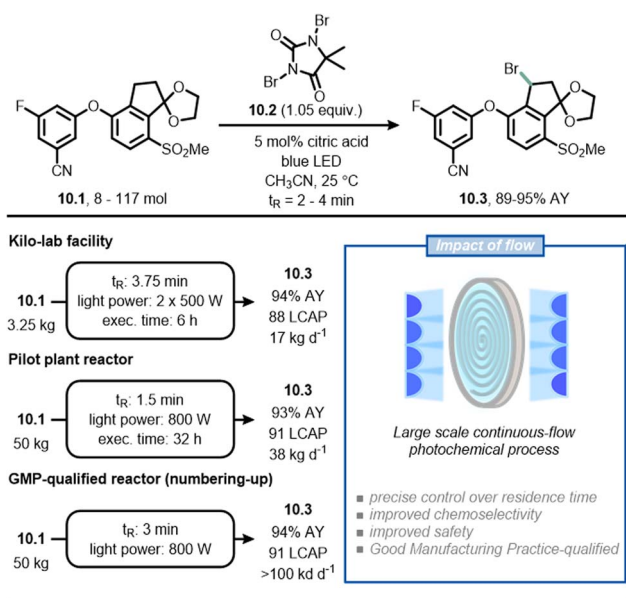 Br
O
N
N
Br
O
10.2 (1.05 equiv.)
F
O
O
O
CN
SO2Me
10.1, 8 - 117 mol
5 mol% citric acid
blue LED
CH3CN, 25 °C
tR = 2 - 4 min
Br
F
O
O
O
CN
SO2Me
10.3, 89-95% AY
Kilo-lab facility
10.1
3.25 kg
tR: 3.75 min
light power: 2 x 500 W
exec. time: 6 h
10.3
94% AY
88 LCAP
17 kg d-1
Pilot plant reactor
10.1
50 kg
tR: 1.5 min
light power: 800 W
exec. time: 32 h
10.3
93% AY
91 LCAP
38 kg d-1
GMP-qualified reactor (numbering-up)
10.1
50 kg
tR: 3 min
light power: 800 W
10.3
94% AY
91 LCAP
>100 kd d-1
Impact of flow
Large scale continuous-flow
photochemical process
precise control over residence time
improved chemoselectivity
improved safety
Good Manufacturing Practice-qualified